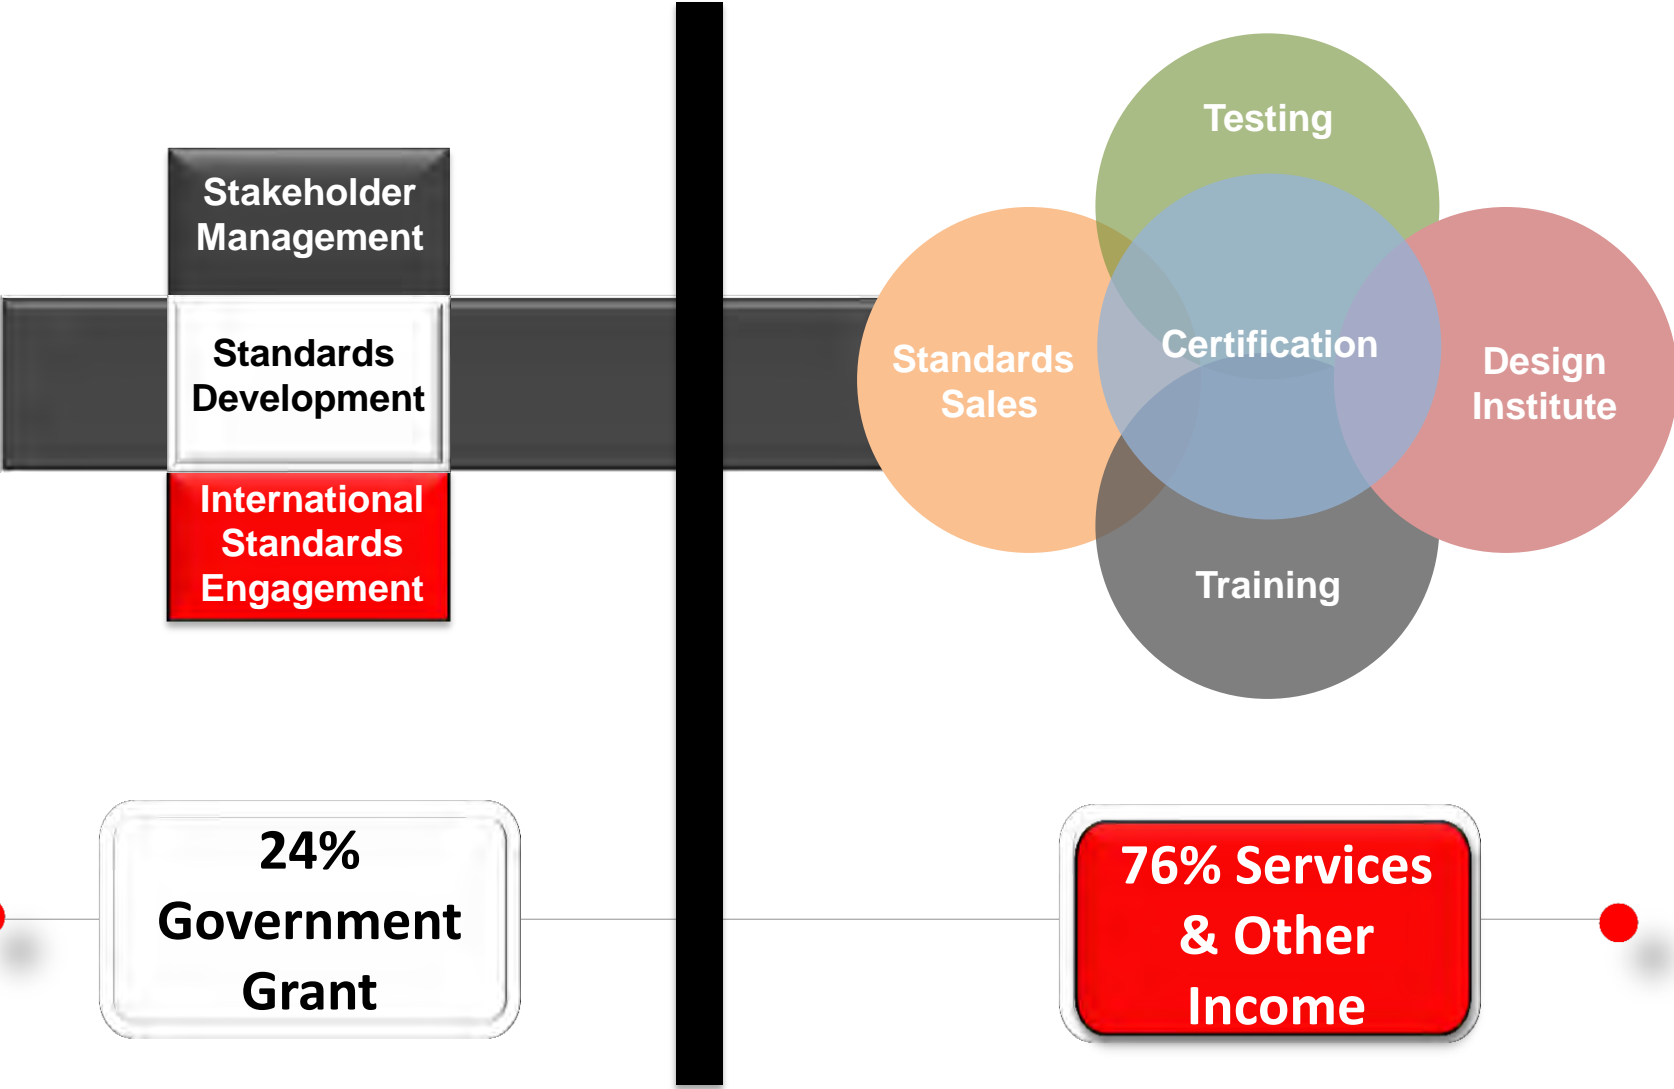 Stakeholder
Management
Standards
Development
International
Standards
Engagement
24%
Government
Grant
Testing
Standards
Sales
Certification
Design
Institute
Training
76% Services
& Other
Income